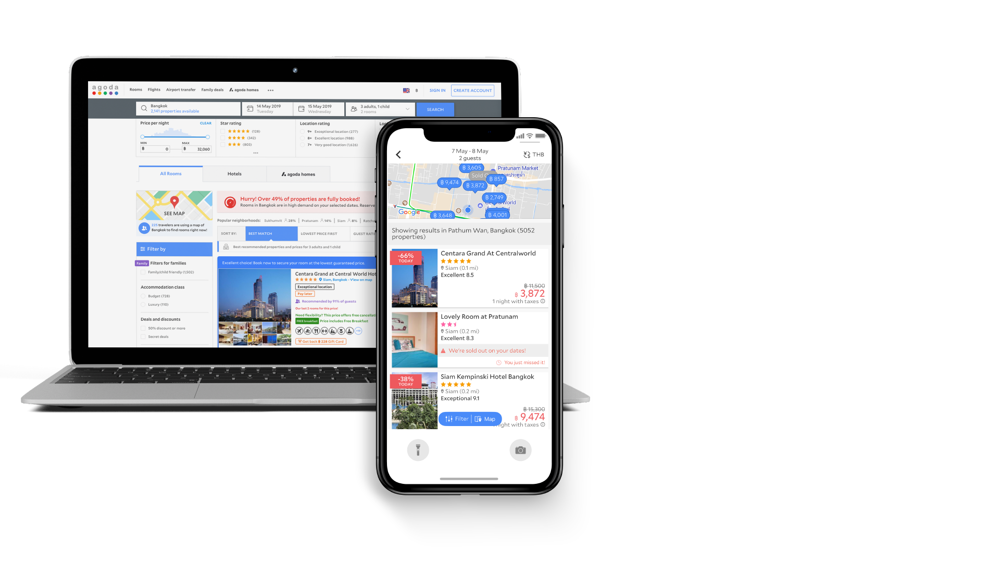 agoda
Rooms Flights Airport transfer Family deals agoda homes
฿ SIGN IN CREATE ACCOUNT
Bangkok
2,141 properties available
14 May 2019
Tuesday
15 May 2019
Wednesday
3 adults, 1 child
2 rooms
SEARCH
Price per night CLEAR
MIN MAX
฿ 0 ฿ 32,060
Star rating
(128)
(342)
(803)
Location rating
9+ Exceptional location (277)
8+ Excellent location (988)
7+ Very good location (1,626)
All Rooms Hotels agoda homes
SEE MAP
225 travelers are using a map of
Bangkok to find rooms right now!
Hurry! Over 49% of properties are fully booked!
Rooms in Bangkok are in high demand on your selected dates. Reserve
Popular neighborhoods: Sukhumvit 28% | Pratunam 14% | Siam 8% | Ratcha
SORT BY: BEST MATCH LOWEST PRICE FIRST GUEST RATI
Best recommended properties and prices for 3 adults and 1 child
Filter by
Family Filters for families
Family/child friendly (1,502)
Accommodation class
Budget (728)
Luxury (110)
Deals and discounts
50% discount or more
Secret deals
Excellent choice! Book now to secure your room at the lowest guaranteed price.
Centara Grand at Central World Hot
Siam, Bangkok - View on map
Exceptional location
Pay later
Recommended by 91% of guests
Our last 2 rooms for this price!
Need flexibility? This price offers free cancellati
FREE breakfast Price includes Free Breakfast
+19
Get back ฿ 228 Gift Card
7 May - 8 May
2 guests
THB
฿ 3,605
Pratunam Market
Sold
฿ 857
฿ 9,474
฿ 3,872
฿ 2,749
Google
฿ 3,648
฿ 4,001
Showing results in Pathum Wan, Bangkok (5052
properties)
-66%
TODAY
Centara Grand At Centralworld
Siam (0.1 mi)
Excellent 8.5
฿ 11,500
฿ 3,872
1 night with taxes
Lovely Room at Pratunam
Siam (0.2 mi)
Excellent 8.3
We're sold out on your dates!
You just missed it!
-38%
TODAY
Siam Kempinski Hotel Bangkok
Siam (0.2 mi)
Exceptional 9.1
฿ 15,300
฿ 9,474
night with taxes
Filter | Map